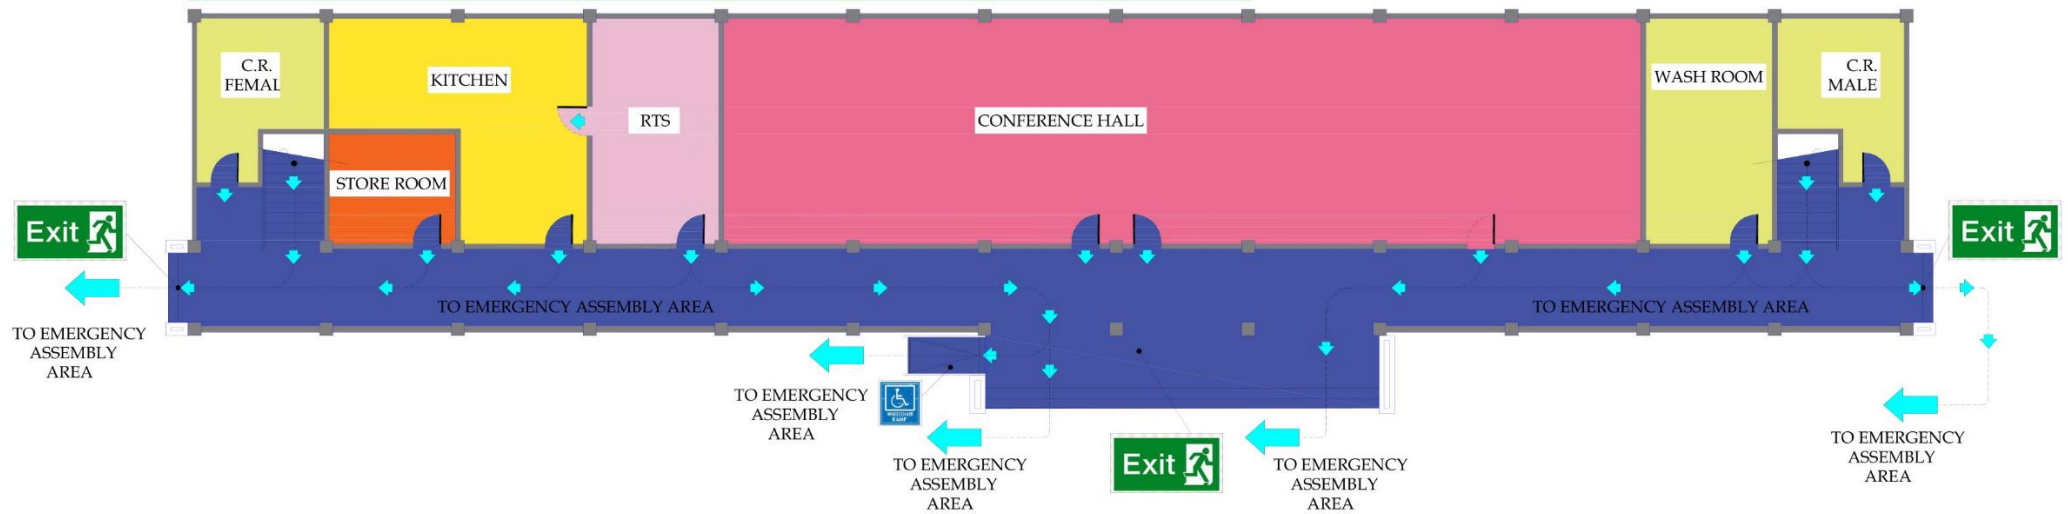 C.R.
FEMAL
KITCHEN
RTS
CONFERENCE HALL
WASH ROOM
C.R.
MALE
STORE ROOM
Exit
Exit
TO EMERGENCY ASSEMBLY AREA
TO EMERGENCY ASSEMBLY AREA
TO EMERGENCY
ASSEMBLY
AREA
TO EMERGENCY
ASSEMBLY
AREA
WHEELCHAIR
RAMP
TO EMERGENCY
ASSEMBLY
AREA
Exit
TO EMERGENCY
ASSEMBLY
AREA
TO EMERGENCY
ASSEMBLY
AREA